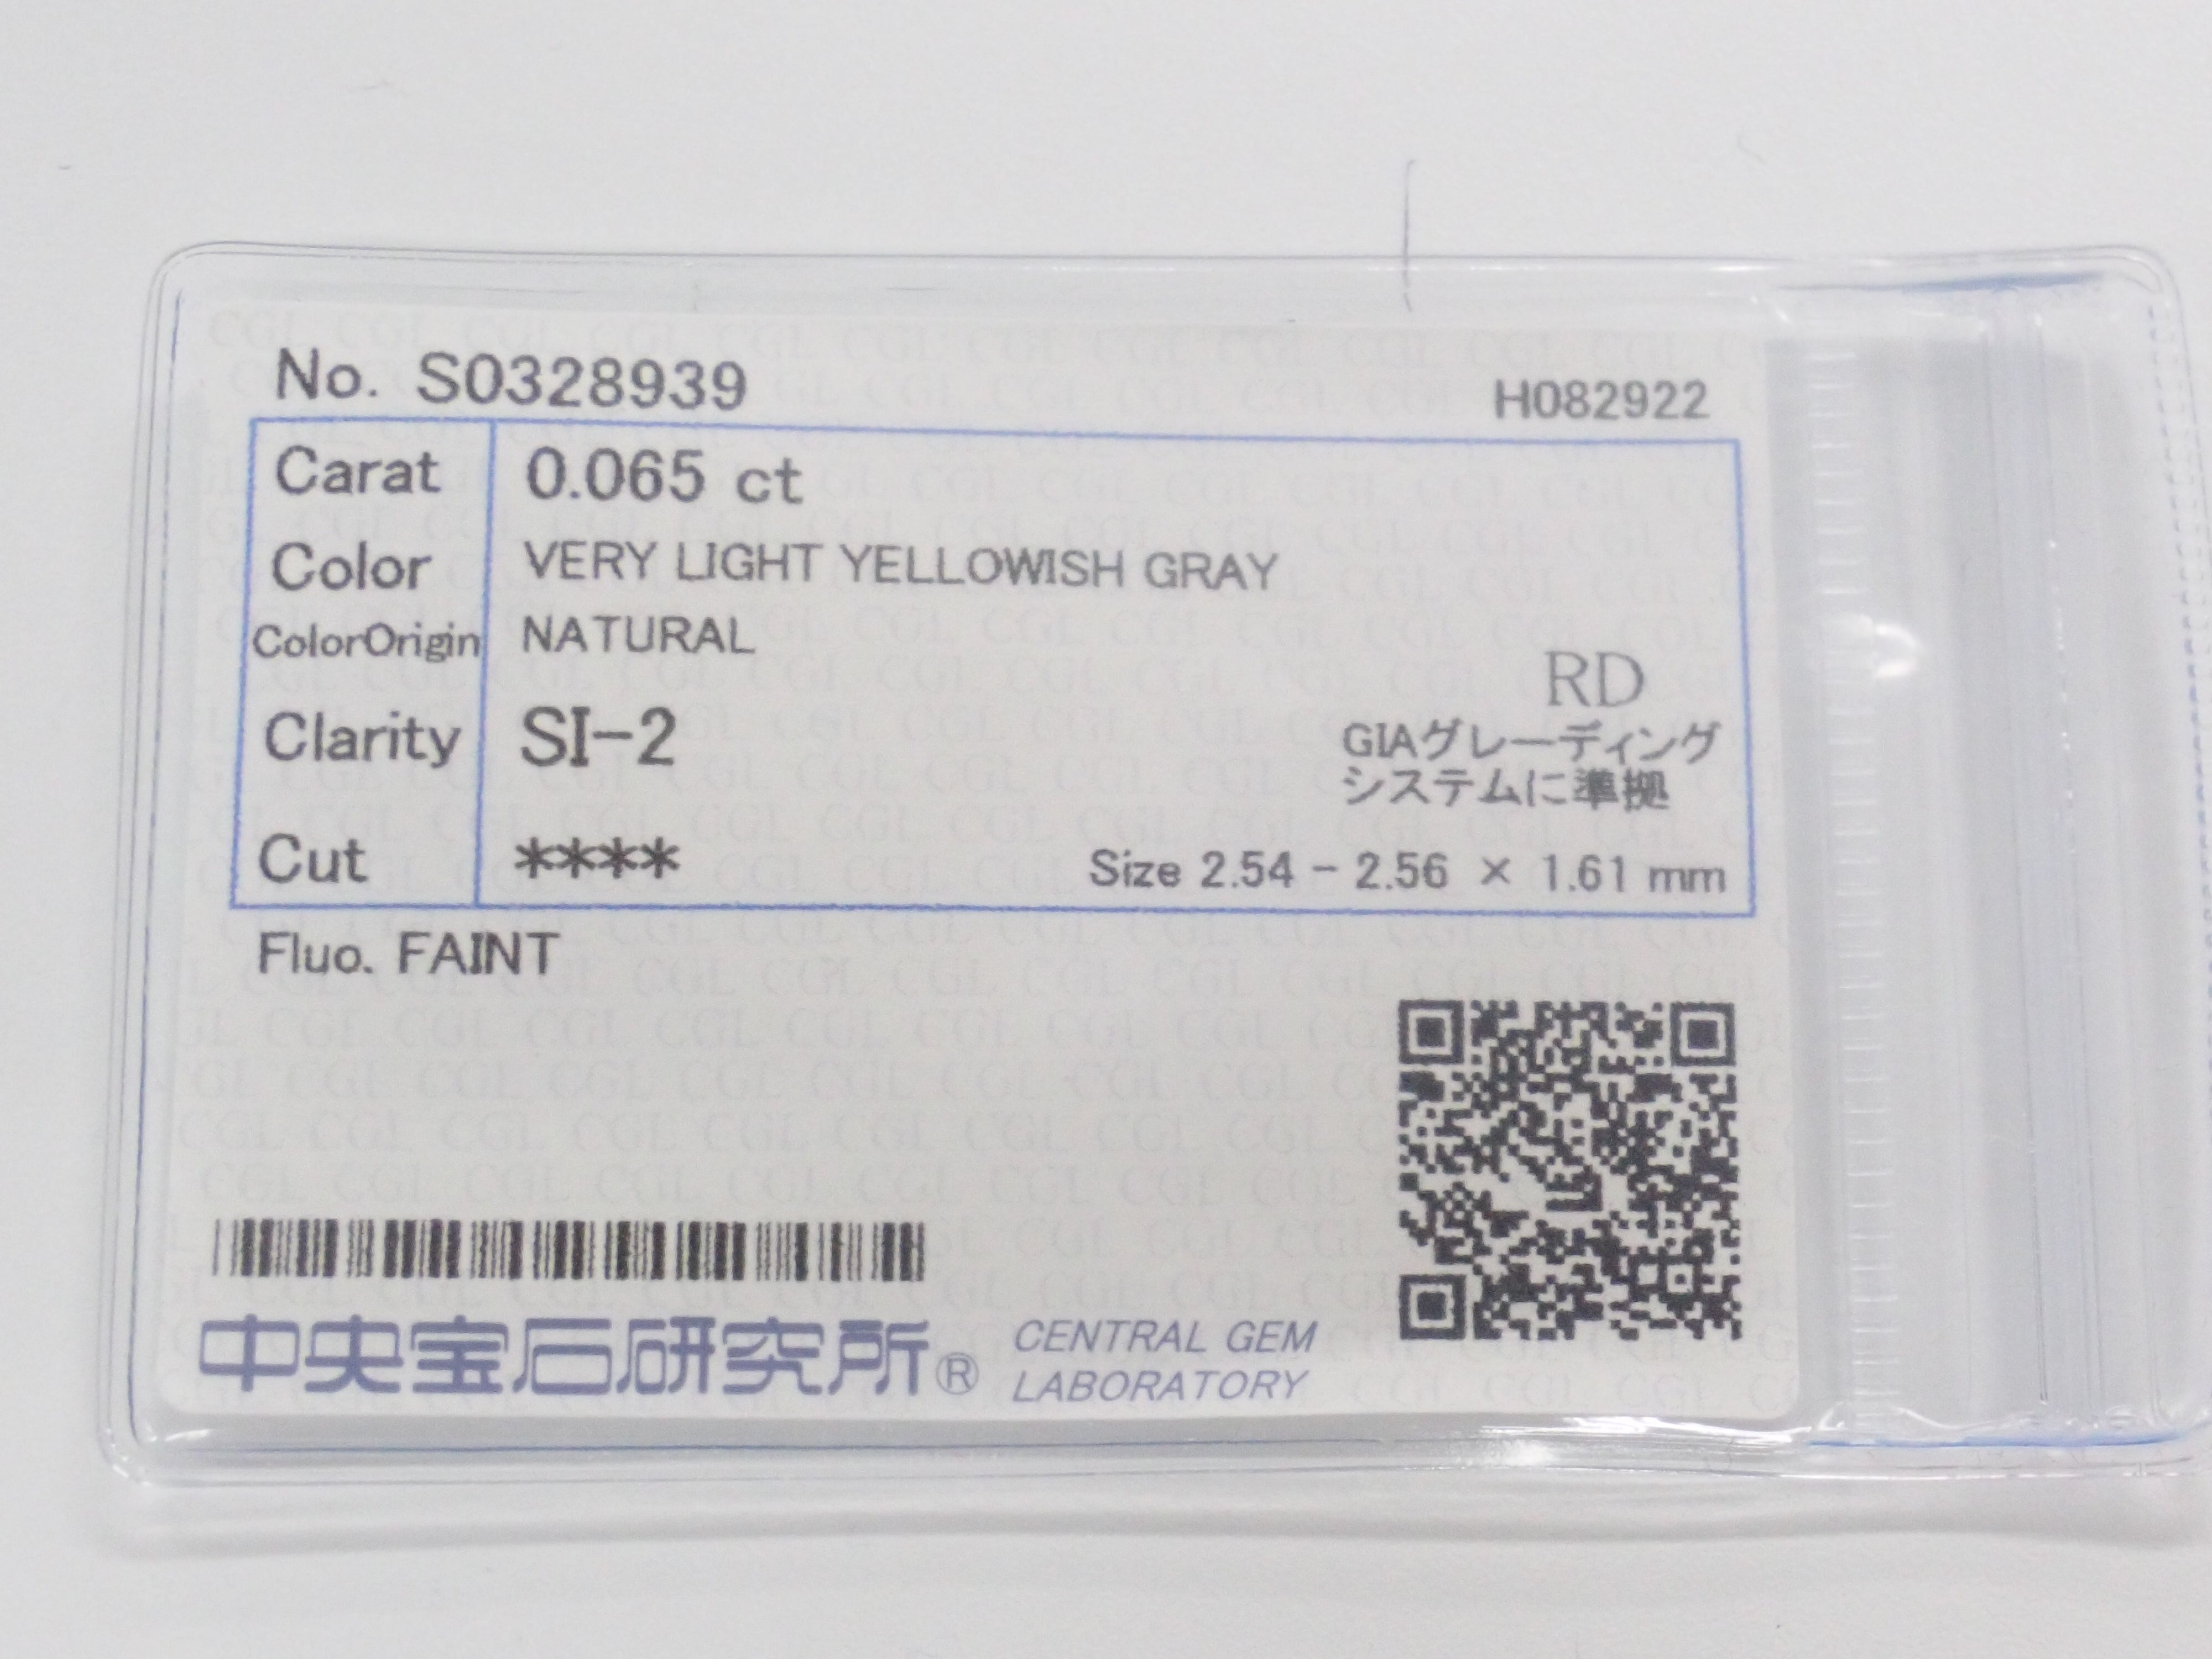 No. S0328939
H082922
Carat 0.065 ct
Color VERY LIGHT YELLOWISH GRAY
ColorOrigin NATURAL
RD
Clarity SI-2
GIAグレーディング
システムに準拠
Cut ****
Size 2.54 - 2.56 × 1.61 mm
Fluo. FAINT
中央宝石研究所®
CENTRAL GEM
LABORATORY